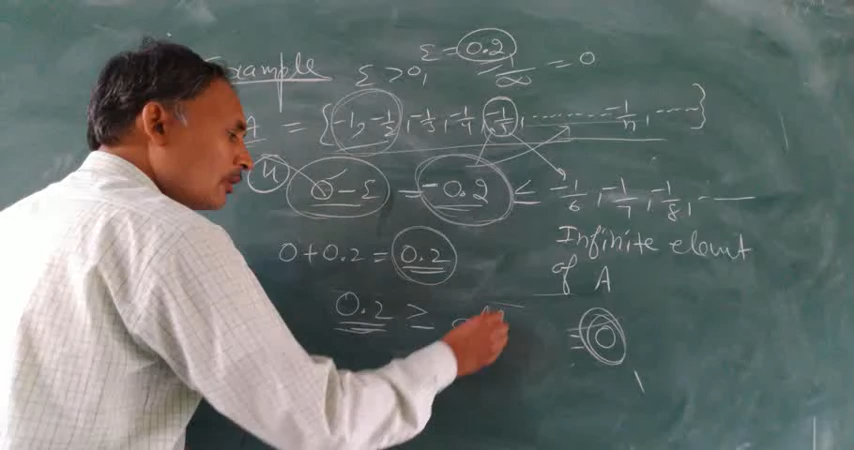 Σ = 0.2
Example Σ > 0, 1/∞ = 0
A = {-1, -1/2, -1/3, -1/4, -1/5, ........ -1/n, ....}
u σ - Σ = -0.2 ≤ -1/6, -1/7, -1/8, ----
0 + 0.2 = 0.2 Infinite elemt
of A
0.2 ≥
= 0